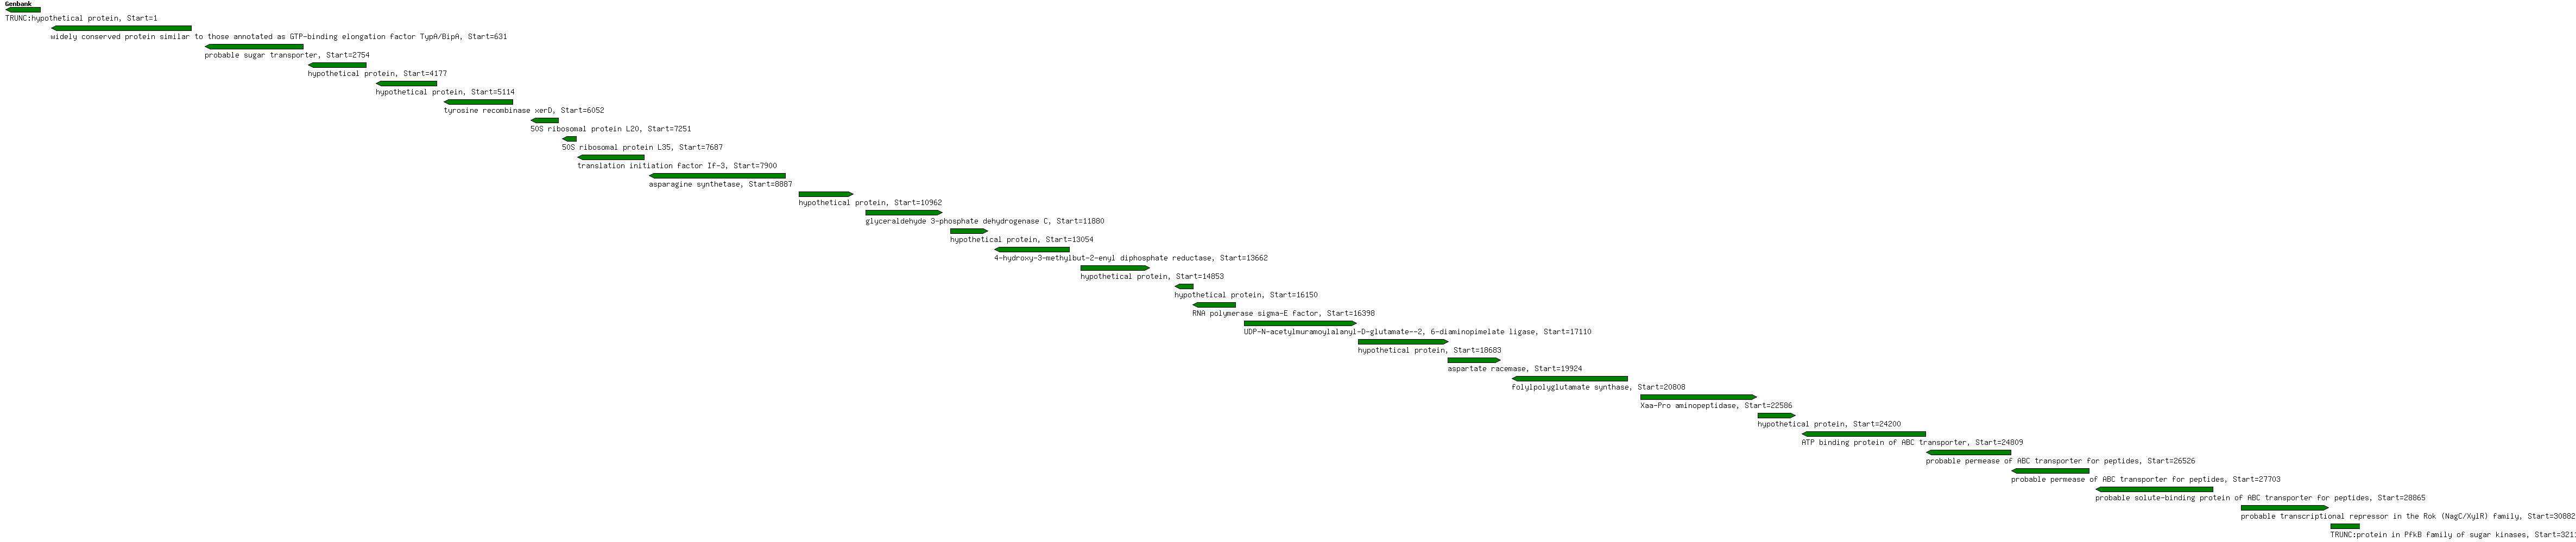 Genbank
TRUNC:hypothetical protein, Start=1
widely conserved protein similar to those annotated as GTP-binding elongation factor TypA/BipA, Start=631
probable sugar transporter, Start=2754
hypothetical protein, Start=4177
hypothetical protein, Start=5114
tyrosine recombinase xerD, Start=6052
50S ribosomal protein L20, Start=7251
50S ribosomal protein L35, Start=7687
translation initiation factor If-3, Start=7900
asparagine synthetase, Start=8887
hypothetical protein, Start=10962
glyceraldehyde 3-phosphate dehydrogenase C, Start=11880
hypothetical protein, Start=13054
4-hydroxy-3-methylbut-2-enyl diphosphate reductase, Start=13662
hypothetical protein, Start=14853
hypothetical protein, Start=16150
RNA polymerase sigma-E factor, Start=16398
UDP-N-acetylmuramoylalanyl-D-glutamate--2, 6-diaminopimelate ligase, Start=17110
hypothetical protein, Start=18683
aspartate racemase, Start=19924
folylpolyglutamate synthase, Start=20808
Xaa-Pro aminopeptidase, Start=22586
hypothetical protein, Start=24200
ATP binding protein of ABC transporter, Start=24809
probable permease of ABC transporter for peptides, Start=26526
probable permease of ABC transporter for peptides, Start=27703
probable solute-binding protein of ABC transporter for peptides, Start=28865
probable transcriptional repressor in the Rok (NagC/XylR) family, Start=30882
TRUNC:protein in PfkB family of sugar kinases,